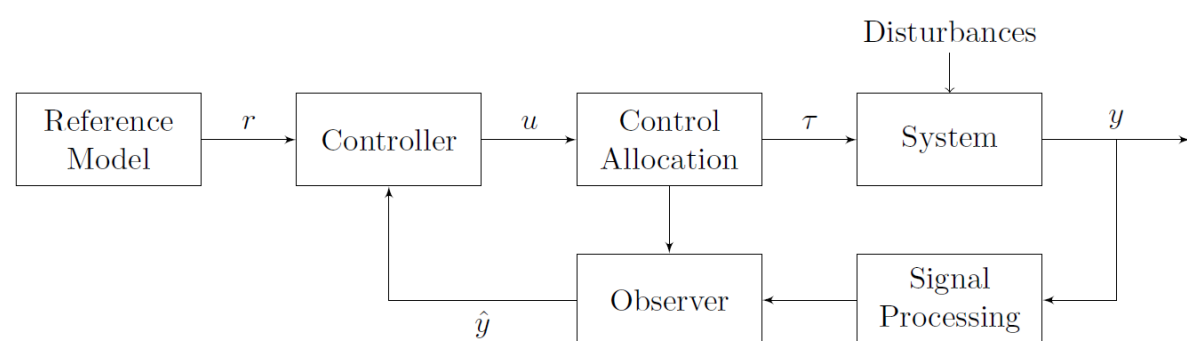 Disturbances
Reference
Model
r
Controller
u
Control
Allocation
τ
System
y
Observer
Signal
Processing
ŷ